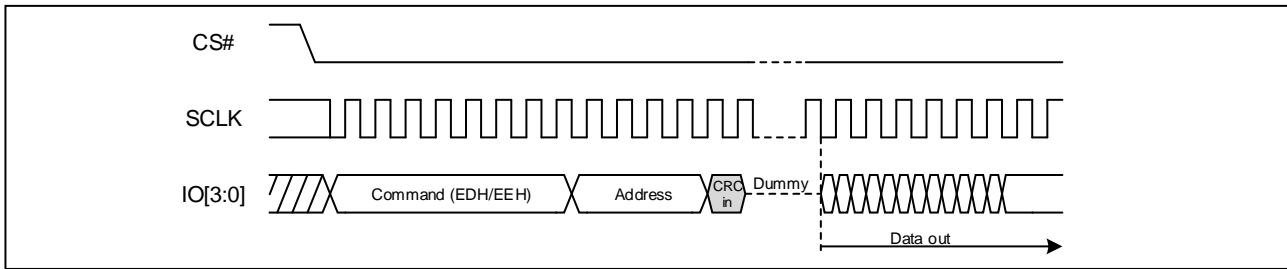 CS#
SCLK
IO[3:0]
Command (EDH/EEH)
Address
CRC
in
Dummy
Data out